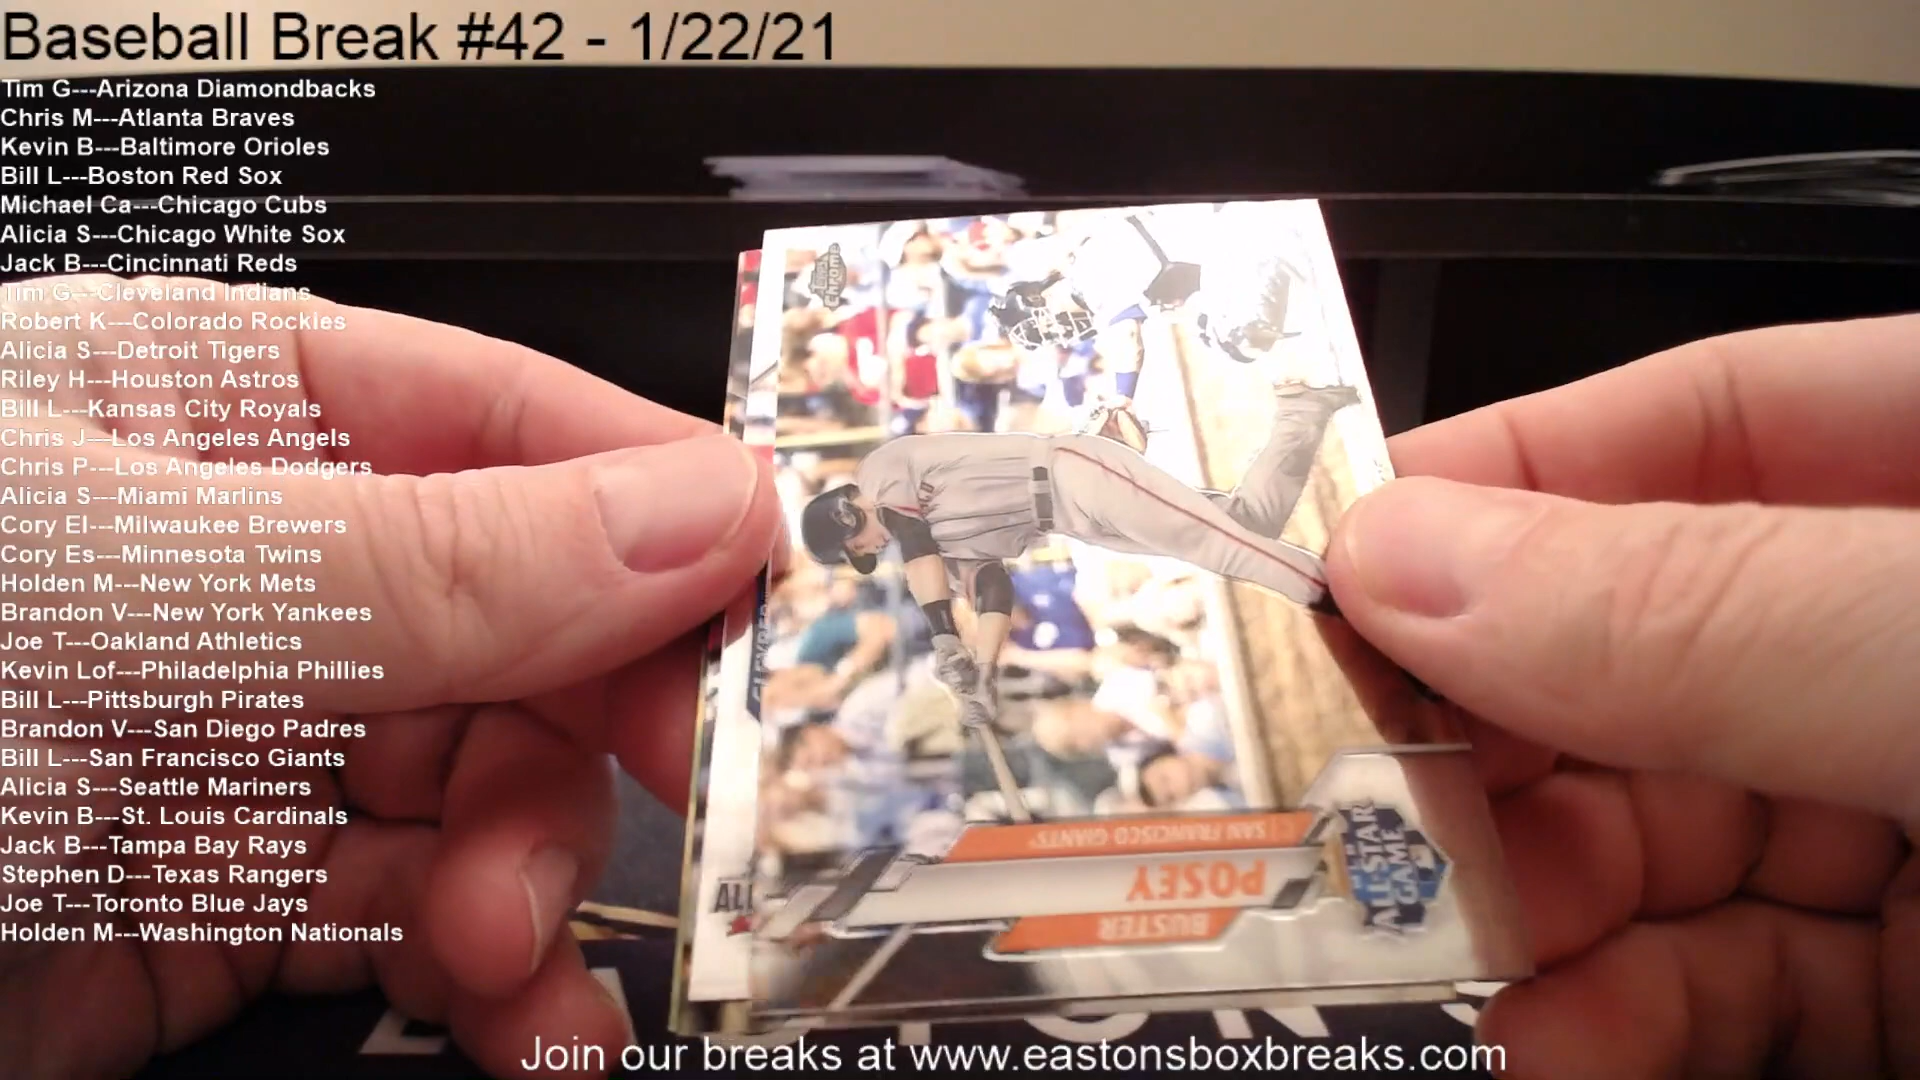 Baseball Break #42 - 1/22/21
Tim G---Arizona Diamondbacks
Chris M---Atlanta Braves
Kevin B---Baltimore Orioles
Bill L---Boston Red Sox
Michael Ca---Chicago Cubs
Alicia S---Chicago White Sox
Jack B---Cincinnati Reds
Tim G---Cleveland Indians
Robert K---Colorado Rockies
Alicia S---Detroit Tigers
Riley H---Houston Astros
Bill L---Kansas City Royals
Chris J---Los Angeles Angels
Chris P---Los Angeles Dodgers
Alicia S---Miami Marlins
Cory El---Milwaukee Brewers
Cory Es---Minnesota Twins
Holden M---New York Mets
Brandon V---New York Yankees
Joe T---Oakland Athletics
Kevin Lof---Philadelphia Phillies
Bill L---Pittsburgh Pirates
Brandon V---San Diego Padres
Bill L---San Francisco Giants
Alicia S---Seattle Mariners
Kevin B---St. Louis Cardinals
Jack B---Tampa Bay Rays
Stephen D---Texas Rangers
Joe T---Toronto Blue Jays
Holden M---Washington Nationals
Topps
Chrome
BUSTER
POSEY
SAN FRANCISCO GIANTS
ALL-STAR
GAME
ALL
Join our breaks at www.eastonsboxbreaks.com